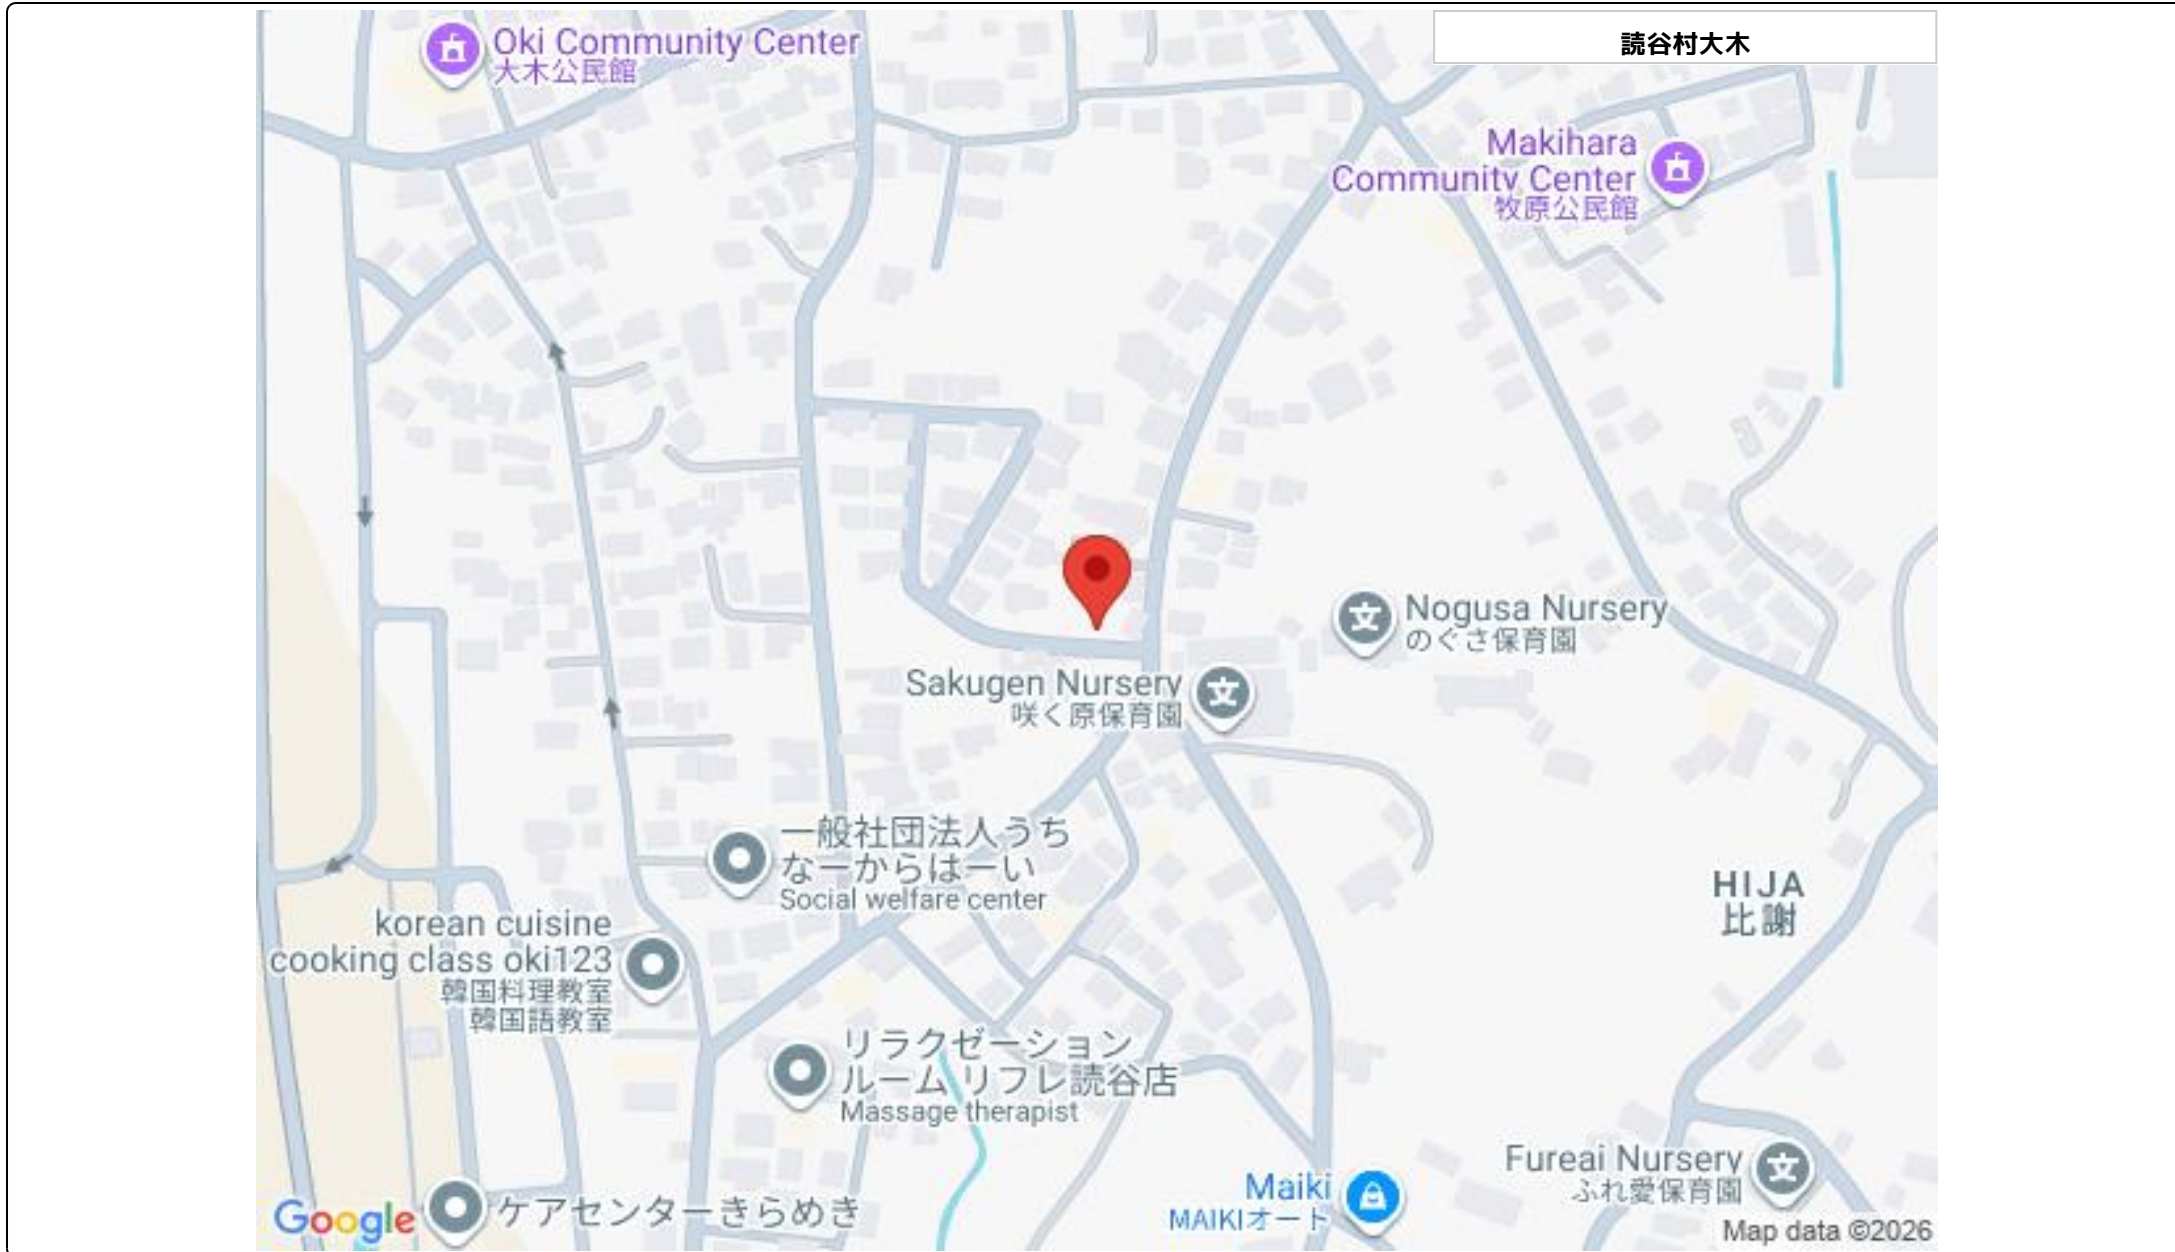 読谷村大木
Oki Community Center
大木公民館
Makihara
Community Center
牧原公民館
Nogusa Nursery
のぐさ保育園
Sakugen Nursery
咲く原保育園
一般社団法人うち
なーからはーい
Social welfare center
HIJA
比謝
korean cuisine
cooking class oki123
韓国料理教室
韓国語教室
リラクゼーション
ルーム リフレ読谷店
Massage therapist
Fureai Nursery
ふれ愛保育園
Maiki
MAIKIオート
ケアセンターきらめき
Google
Map data ©2026
文
文
文